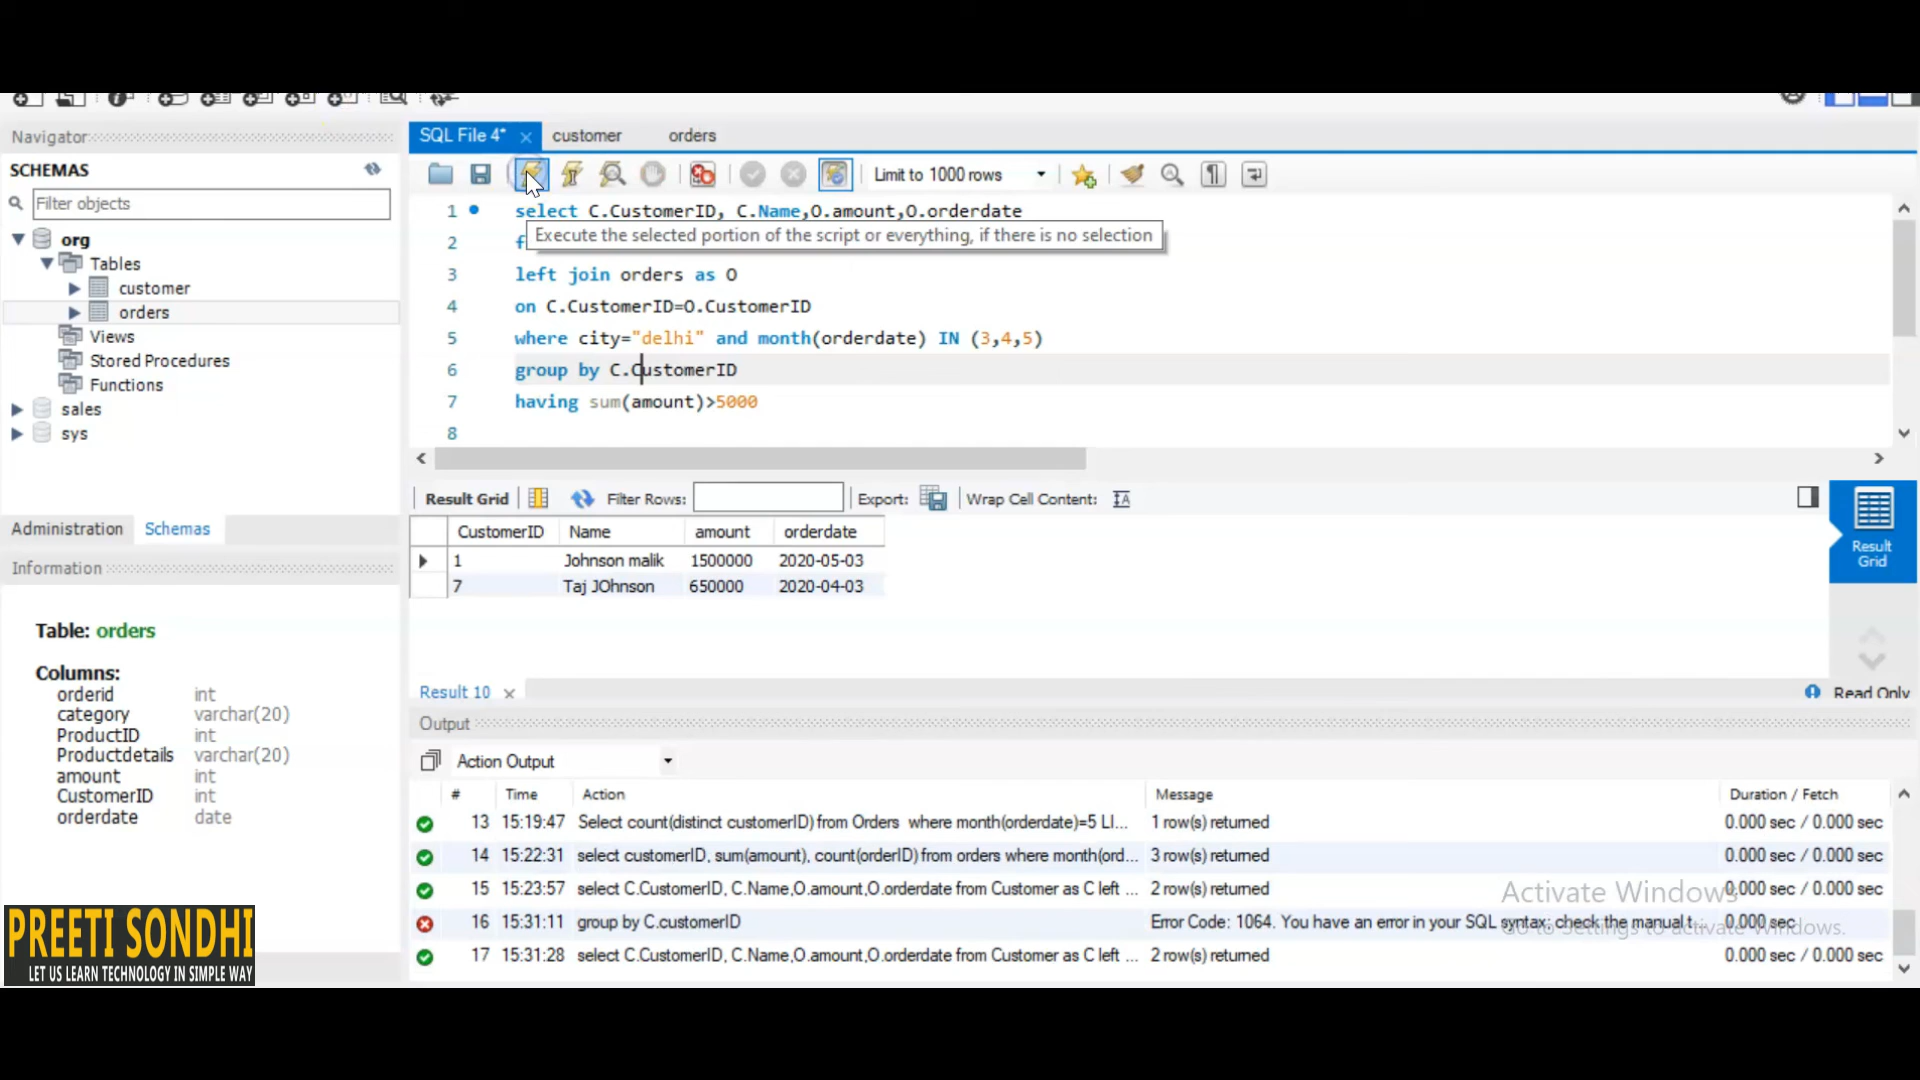 Navigator
SQL File 4*
customer
orders
SCHEMAS
Limit to 1000 rows
Filter objects
1 select C.CustomerID, C.Name,O.amount,O.orderdate
Execute the selected portion of the script or everything, if there is no selection
2 f
3 left join orders as O
4 on C.CustomerID=O.CustomerID
5 where city="delhi" and month(orderdate) IN (3,4,5)
6 group by C.CustomerID
7 having sum(amount)>5000
8
org
Tables
customer
orders
Views
Stored Procedures
Functions
sales
sys
Administration
Schemas
Information
Table: orders
Columns:
orderid int
category varchar(20)
ProductID int
Productdetails varchar(20)
amount int
CustomerID int
orderdate date
Result Grid
Filter Rows:
Export:
Wrap Cell Content:
CustomerID Name amount orderdate
1 Johnson malik 1500000 2020-05-03
7 Taj JOhnson 650000 2020-04-03
Result Grid
Result 10
Read Only
Output
Action Output
# Time Action Message Duration / Fetch
13 15:19:47 Select count(distinct customerID) from Orders where month(orderdate)=5 LI... 1 row(s) returned 0.000 sec / 0.000 sec
14 15:22:31 select customerID, sum(amount), count(orderID) from orders where month(ord... 3 row(s) returned 0.000 sec / 0.000 sec
15 15:23:57 select C.CustomerID, C.Name,O.amount,O.orderdate from Customer as C left ... 2 row(s) returned 0.000 sec / 0.000 sec
16 15:31:11 group by C.customerID Error Code: 1064. You have an error in your SQL syntax; check the manual t... 0.000 sec
17 15:31:28 select C.CustomerID, C.Name,O.amount,O.orderdate from Customer as C left ... 2 row(s) returned 0.000 sec / 0.000 sec
Activate Windows
Go to Settings to activate Windows.
PREETI SONDHI
LET US LEARN TECHNOLOGY IN SIMPLE WAY